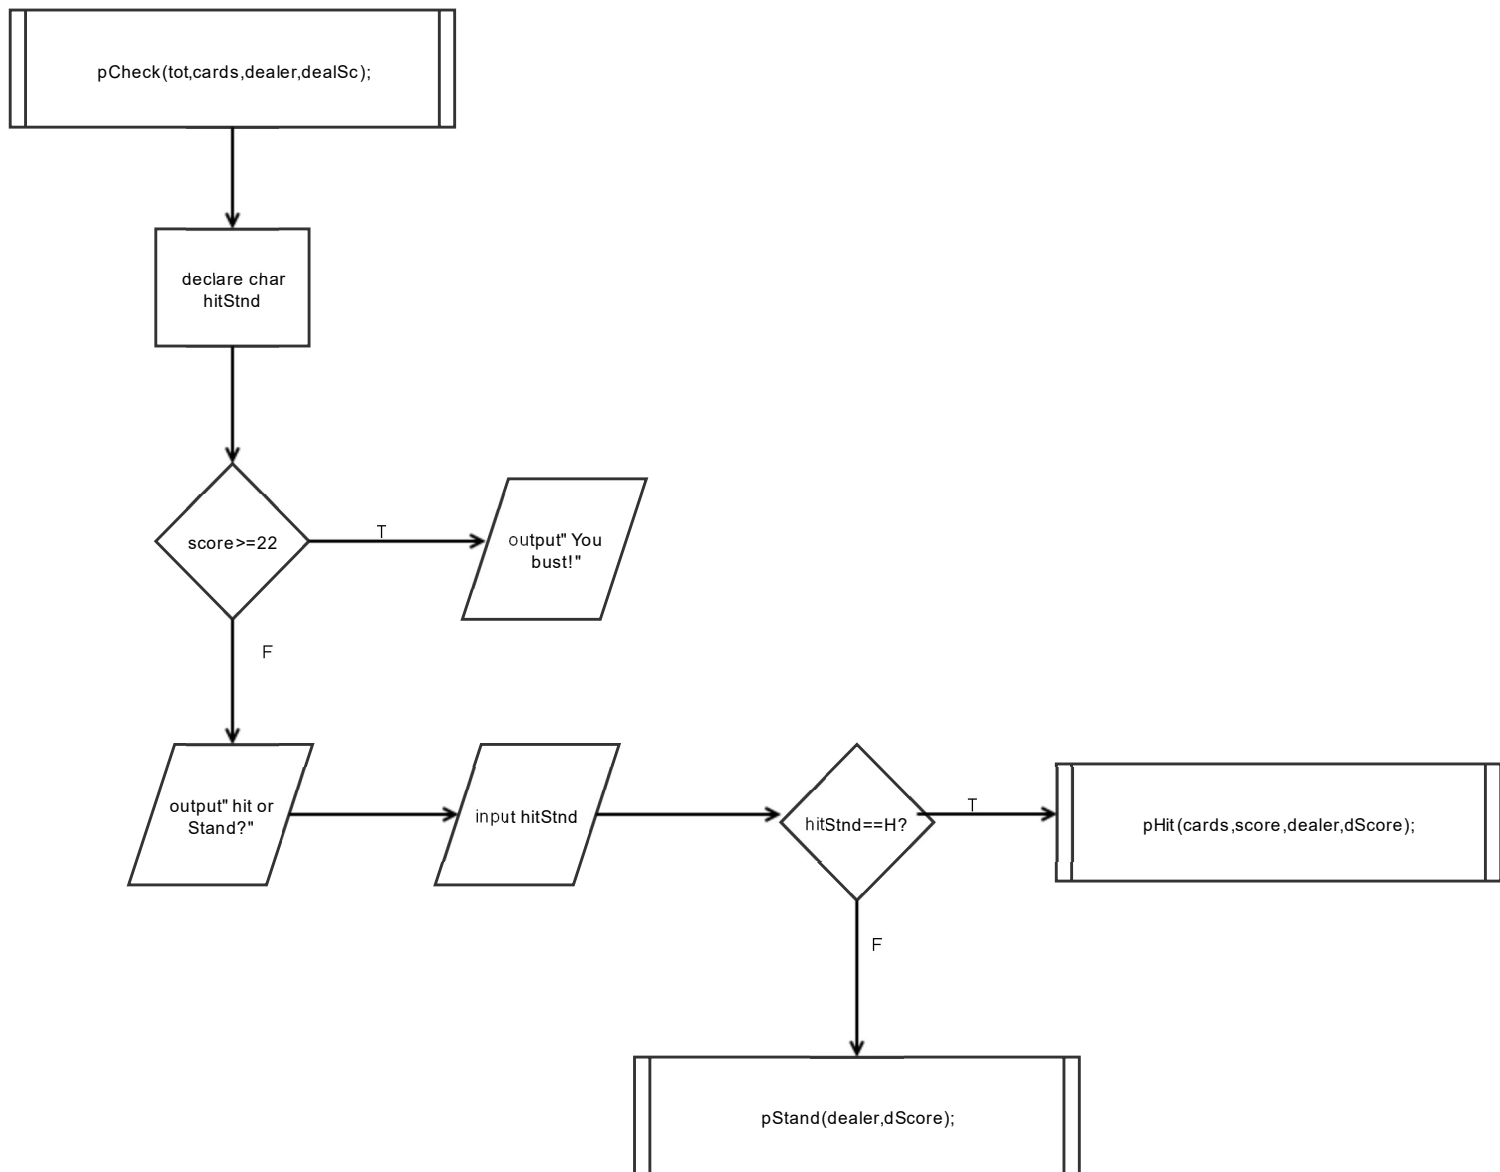 pCheck(tot,cards,dealer,dealSc);
declare char
hitStnd
score>=22
T
output" You
bust!"
F
output" hit or
Stand?"
input hitStnd
hitStnd==H?
T
pHit(cards,score,dealer,dScore);
F
pStand(dealer,dScore);